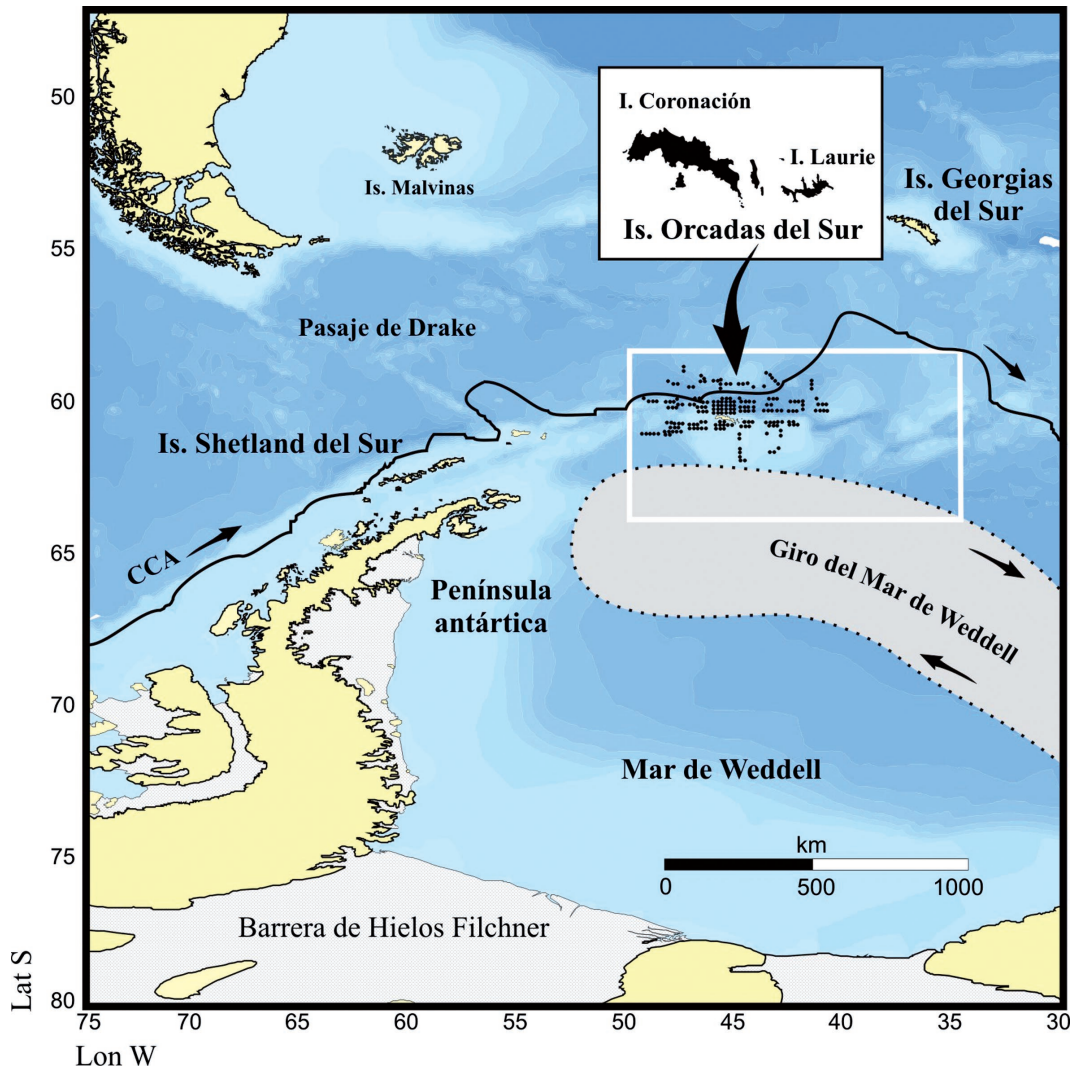 50
55
60
65
70
75
80
Lat S
I. Coronación
I. Laurie
Is. Orcadas del Sur
Is. Malvinas
Is. Georgias
del Sur
Pasaje de Drake
Is. Shetland del Sur
CCA
Península
antártica
Giro del Mar de Weddell
Mar de Weddell
km
0 500 1000
Barrera de Hielos Filchner
75 70 65 60 55 50 45 40 35 30
Lon W